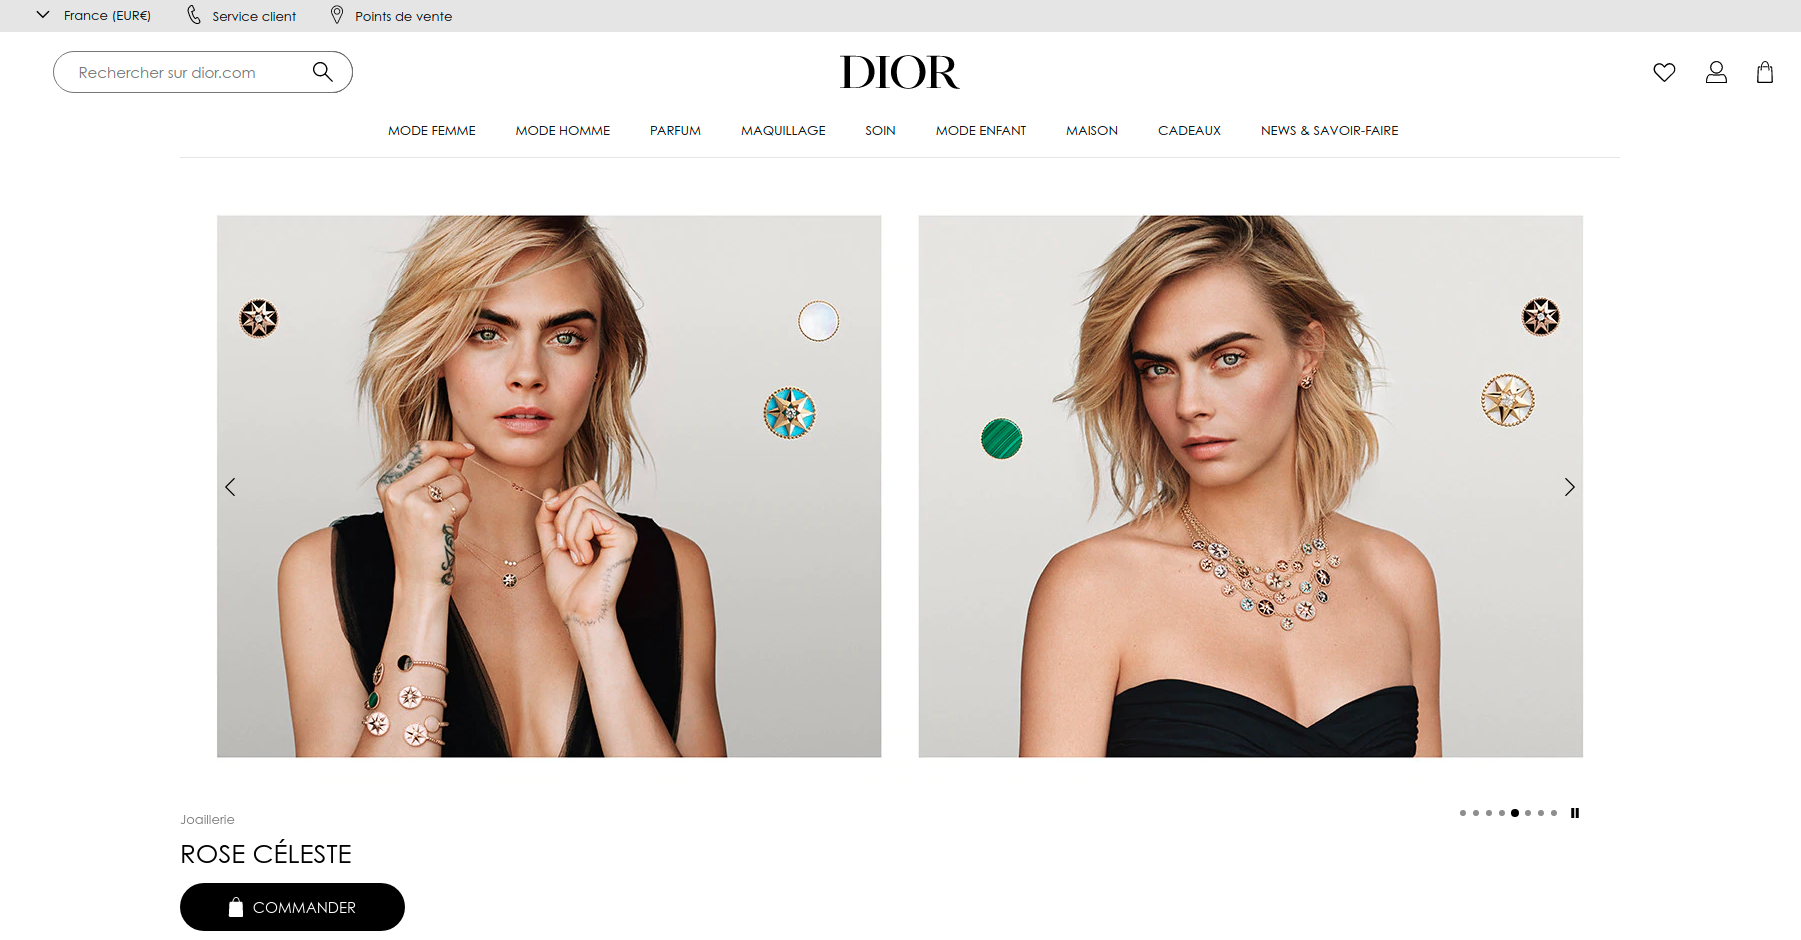 France (EUR€)
Service client
Points de vente
Rechercher sur dior.com
DIOR
MODE FEMME
MODE HOMME
PARFUM
MAQUILLAGE
SOIN
MODE ENFANT
MAISON
CADEAUX
NEWS & SAVOIR-FAIRE
Joaillerie
ROSE CÉLESTE
COMMANDER